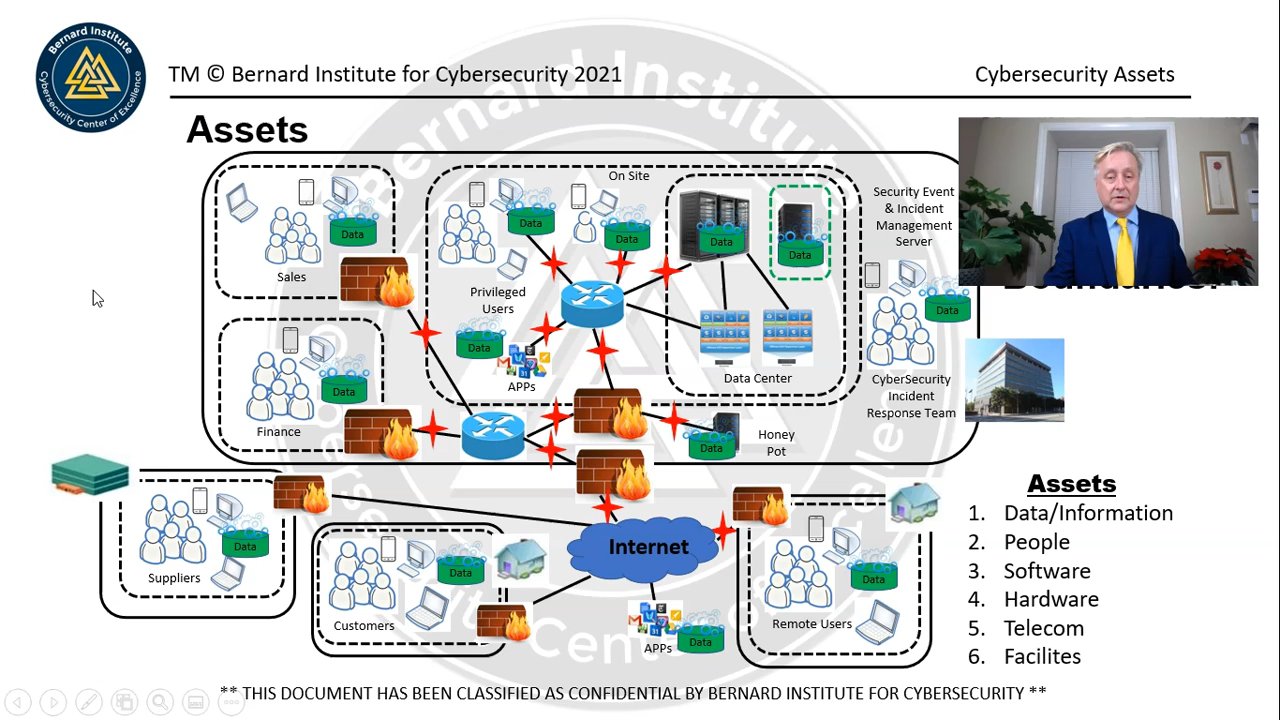 Bernard Institute
Cybersecurity Center of Excellence
TM © Bernard Institute for Cybersecurity 2021
Cybersecurity Assets
Assets
On Site
Security Event
& Incident
Management
Server
Data
Data
Data
Data
Data
Sales
Privileged
Users
Data
Data
Data
APPs
Data Center
CyberSecurity
Incident
Response Team
Finance
Data
Honey
Pot
Assets
1. Data/Information
2. People
3. Software
4. Hardware
5. Telecom
6. Facilites
Data
Suppliers
Internet
Data
Customers
Data
Remote Users
APPs
Data
** THIS DOCUMENT HAS BEEN CLASSIFIED AS CONFIDENTIAL BY BERNARD INSTITUTE FOR CYBERSECURITY **